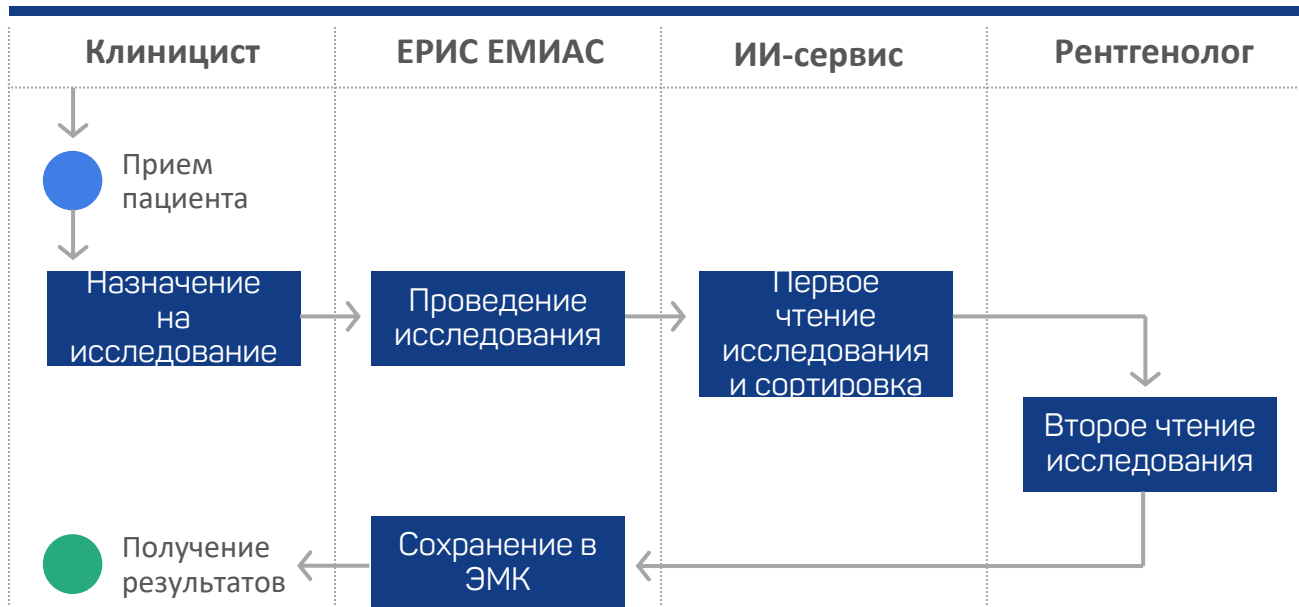 Клиницист
ЕРИС ЕМИАС
ИИ-сервис
Рентгенолог
Прием
пациента
Назначение
на
исследование
Проведение
исследования
Первое
чтение
исследования
и сортировка
Второе чтение
исследования
Сохранение в
ЭМК
Получение
результатов